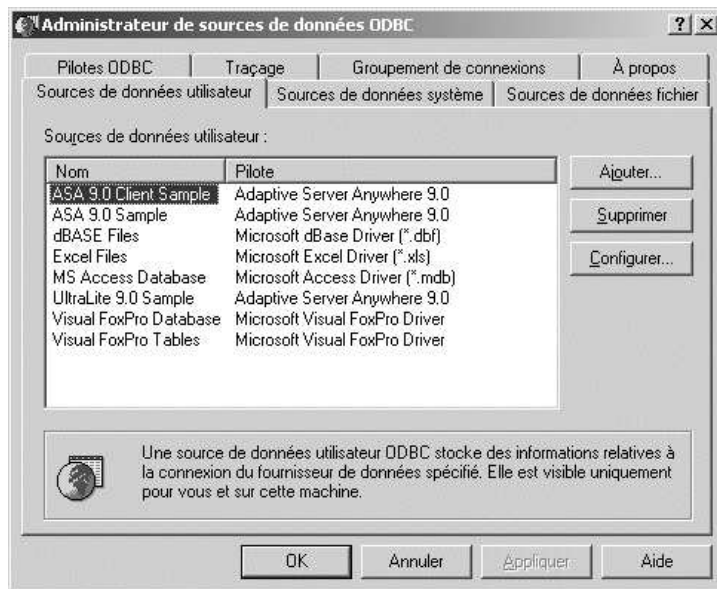 Administrateur de sources de données ODBC
Pilotes ODBC Traçage Groupement de connexions À propos
Sources de données utilisateur Sources de données système Sources de données fichier
Sources de données utilisateur :
Nom Pilote
ASA 9.0 Client Sample Adaptive Server Anywhere 9.0
ASA 9.0 Sample Adaptive Server Anywhere 9.0
dBASE Files Microsoft dBase Driver (*.dbf)
Excel Files Microsoft Excel Driver (*.xls)
MS Access Database Microsoft Access Driver (*.mdb)
UltraLite 9.0 Sample Adaptive Server Anywhere 9.0
Visual FoxPro Database Microsoft Visual FoxPro Driver
Visual FoxPro Tables Microsoft Visual FoxPro Driver
Ajouter...
Supprimer
Configurer...
Une source de données utilisateur ODBC stocke des informations relatives à
la connexion du fournisseur de données spécifié. Elle est visible uniquement
pour vous et sur cette machine.
OK Annuler Appliquer Aide